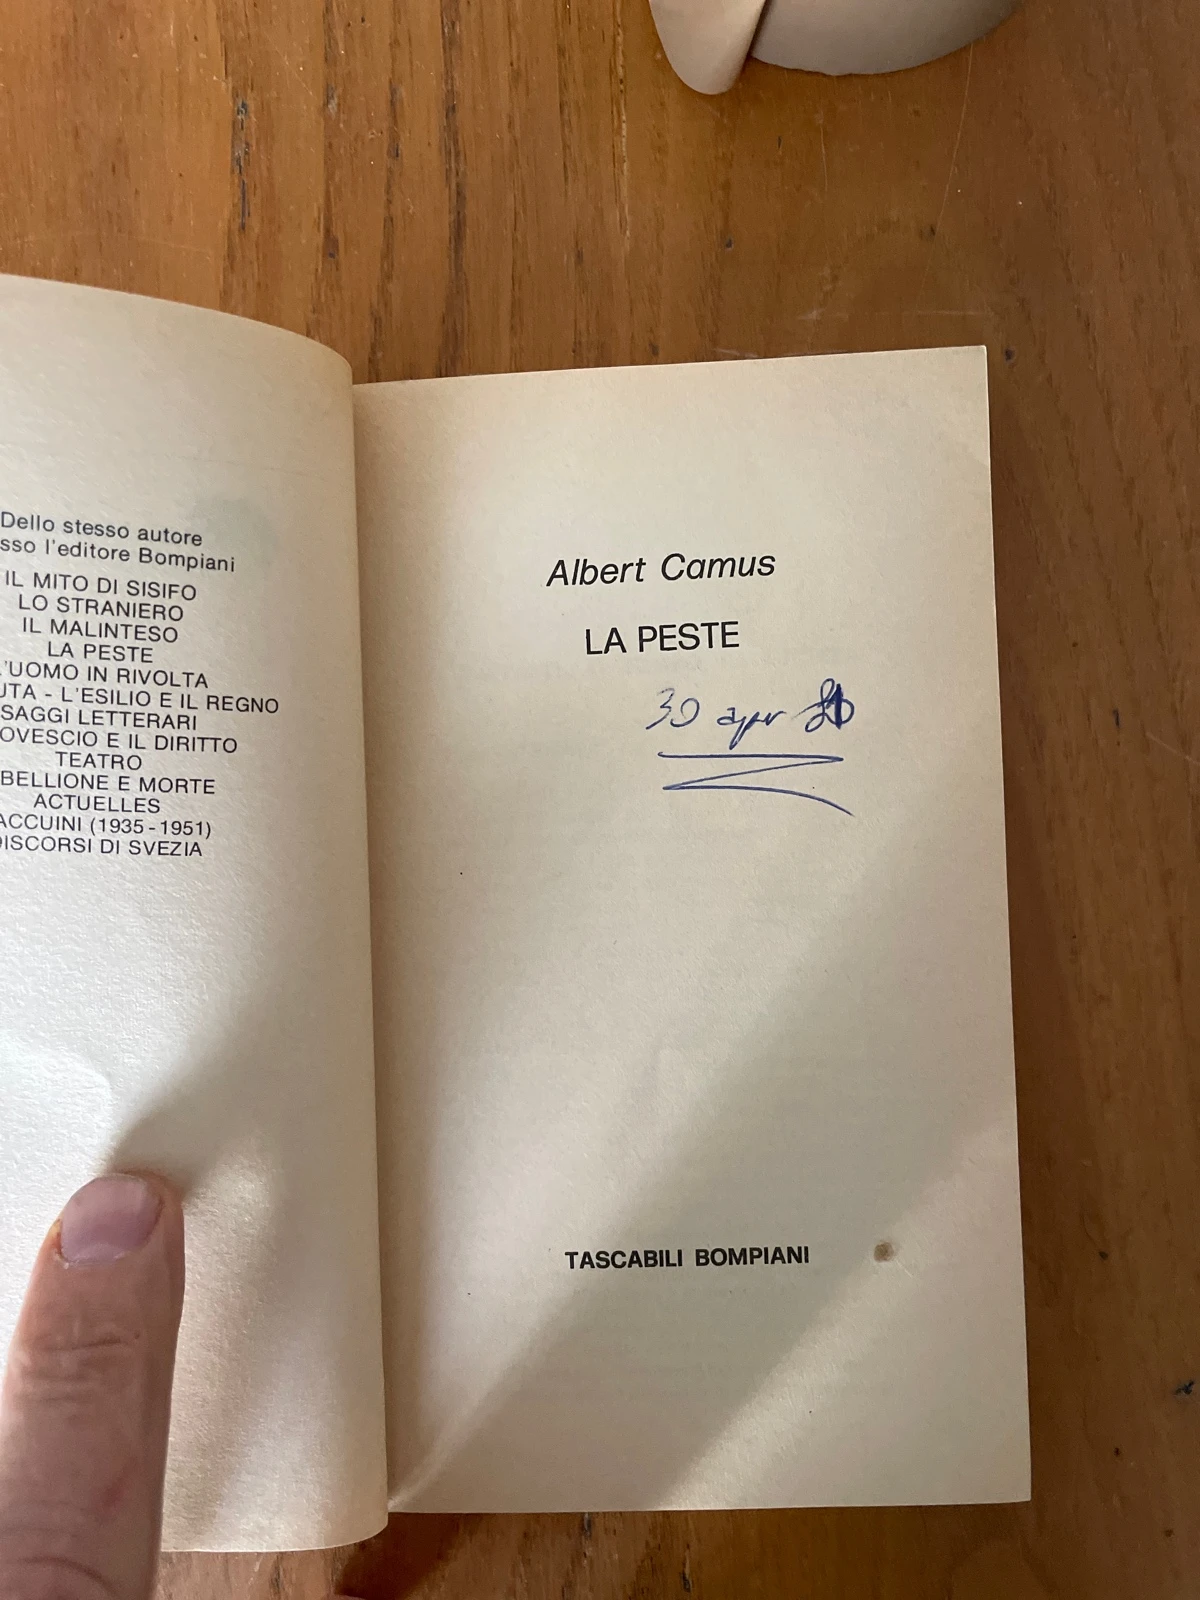 Dello stesso autore
sso l'editore Bompiani
IL MITO DI SISIFO
LO STRANIERO
IL MALINTESO
LA PESTE
L'UOMO IN RIVOLTA
UTA - L'ESILIO E IL REGNO
SAGGI LETTERARI
OVESCIO E IL DIRITTO
TEATRO
BELLIONE E MORTE
ACTUELLES
ACCUINI (1935-1951)
DISCORSI DI SVEZIA
Albert Camus
LA PESTE
30 apr
TASCABILI BOMPIANI